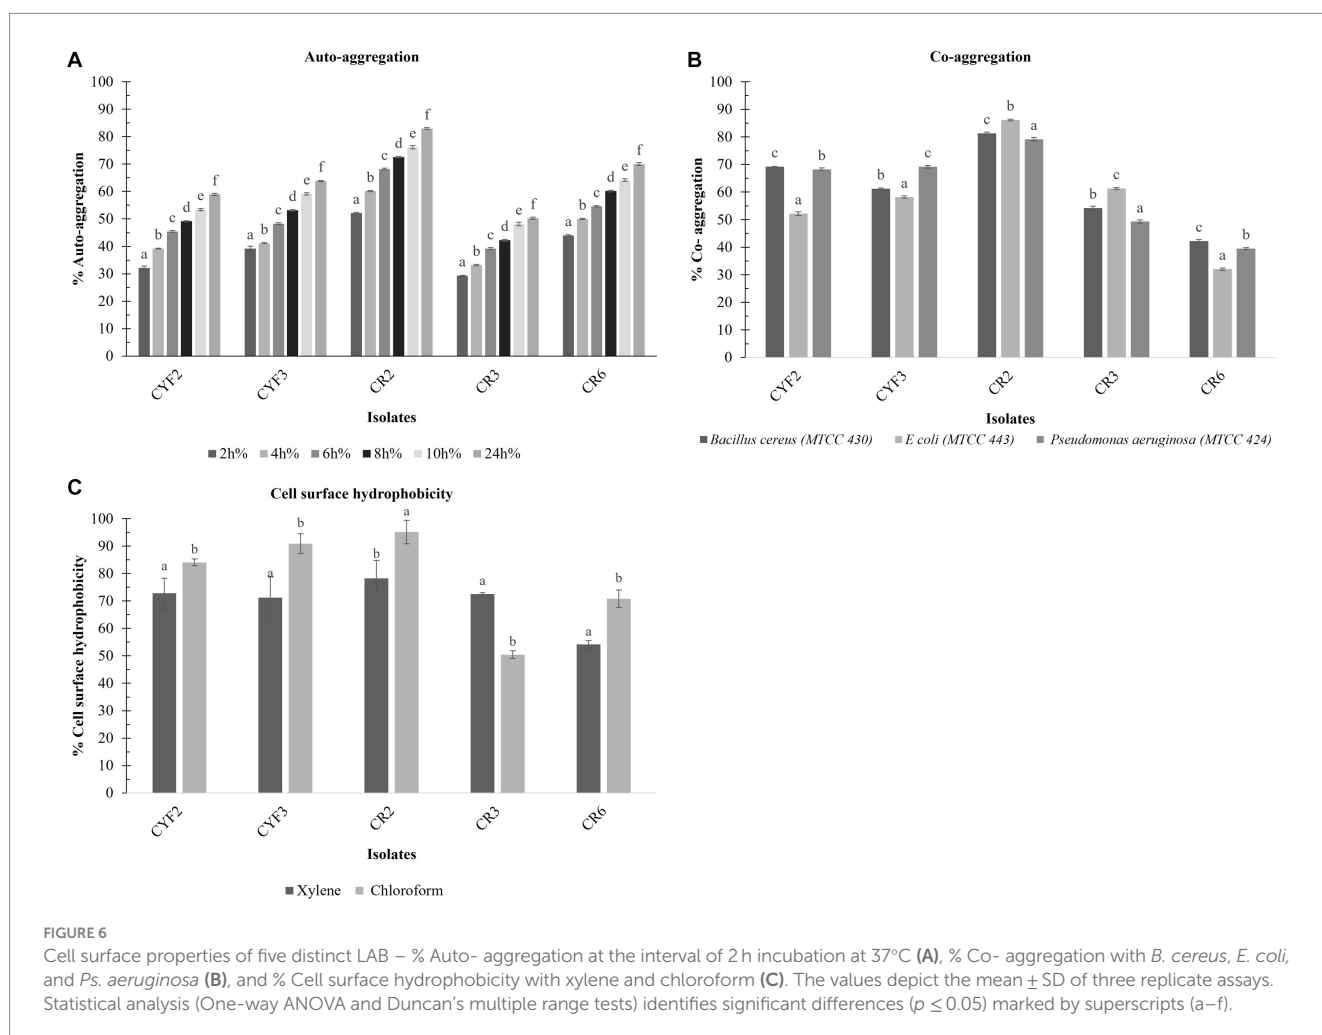 A
Auto-aggregation
% Auto-aggregation
100
90
80
70
60
50
40
30
20
10
0
a b c d e f
a b c d e f
a b c d e f
a b c d e f
a b c d e f
CYF2 CYF3 CR2 CR3 CR6
Isolates
2h% 4h% 6h% 8h% 10h% 24h%
B
Co-aggregation
% Co- aggregation
100
90
80
70
60
50
40
30
20
10
0
c a b
b a c
c b a
b c a
c a b
CYF2 CYF3 CR2 CR3 CR6
Isolates
Bacillus cereus (MTCC 430) E coli (MTCC 443) Pseudomonas aeruginosa (MTCC 424)
C
Cell surface hydrophobicity
% Cell surface hydrophobicity
100
90
80
70
60
50
40
30
20
10
0
a b
a b
b a
a b
a b
CYF2 CYF3 CR2 CR3 CR6
Isolates
Xylene Chloroform
FIGURE 6
Cell surface properties of five distinct LAB – % Auto- aggregation at the interval of 2 h incubation at 37°C (A), % Co- aggregation with B. cereus, E. coli,
and Ps. aeruginosa (B), and % Cell surface hydrophobicity with xylene and chloroform (C). The values depict the mean ± SD of three replicate assays.
Statistical analysis (One-way ANOVA and Duncan's multiple range tests) identifies significant differences (p ≤ 0.05) marked by superscripts (a–f).